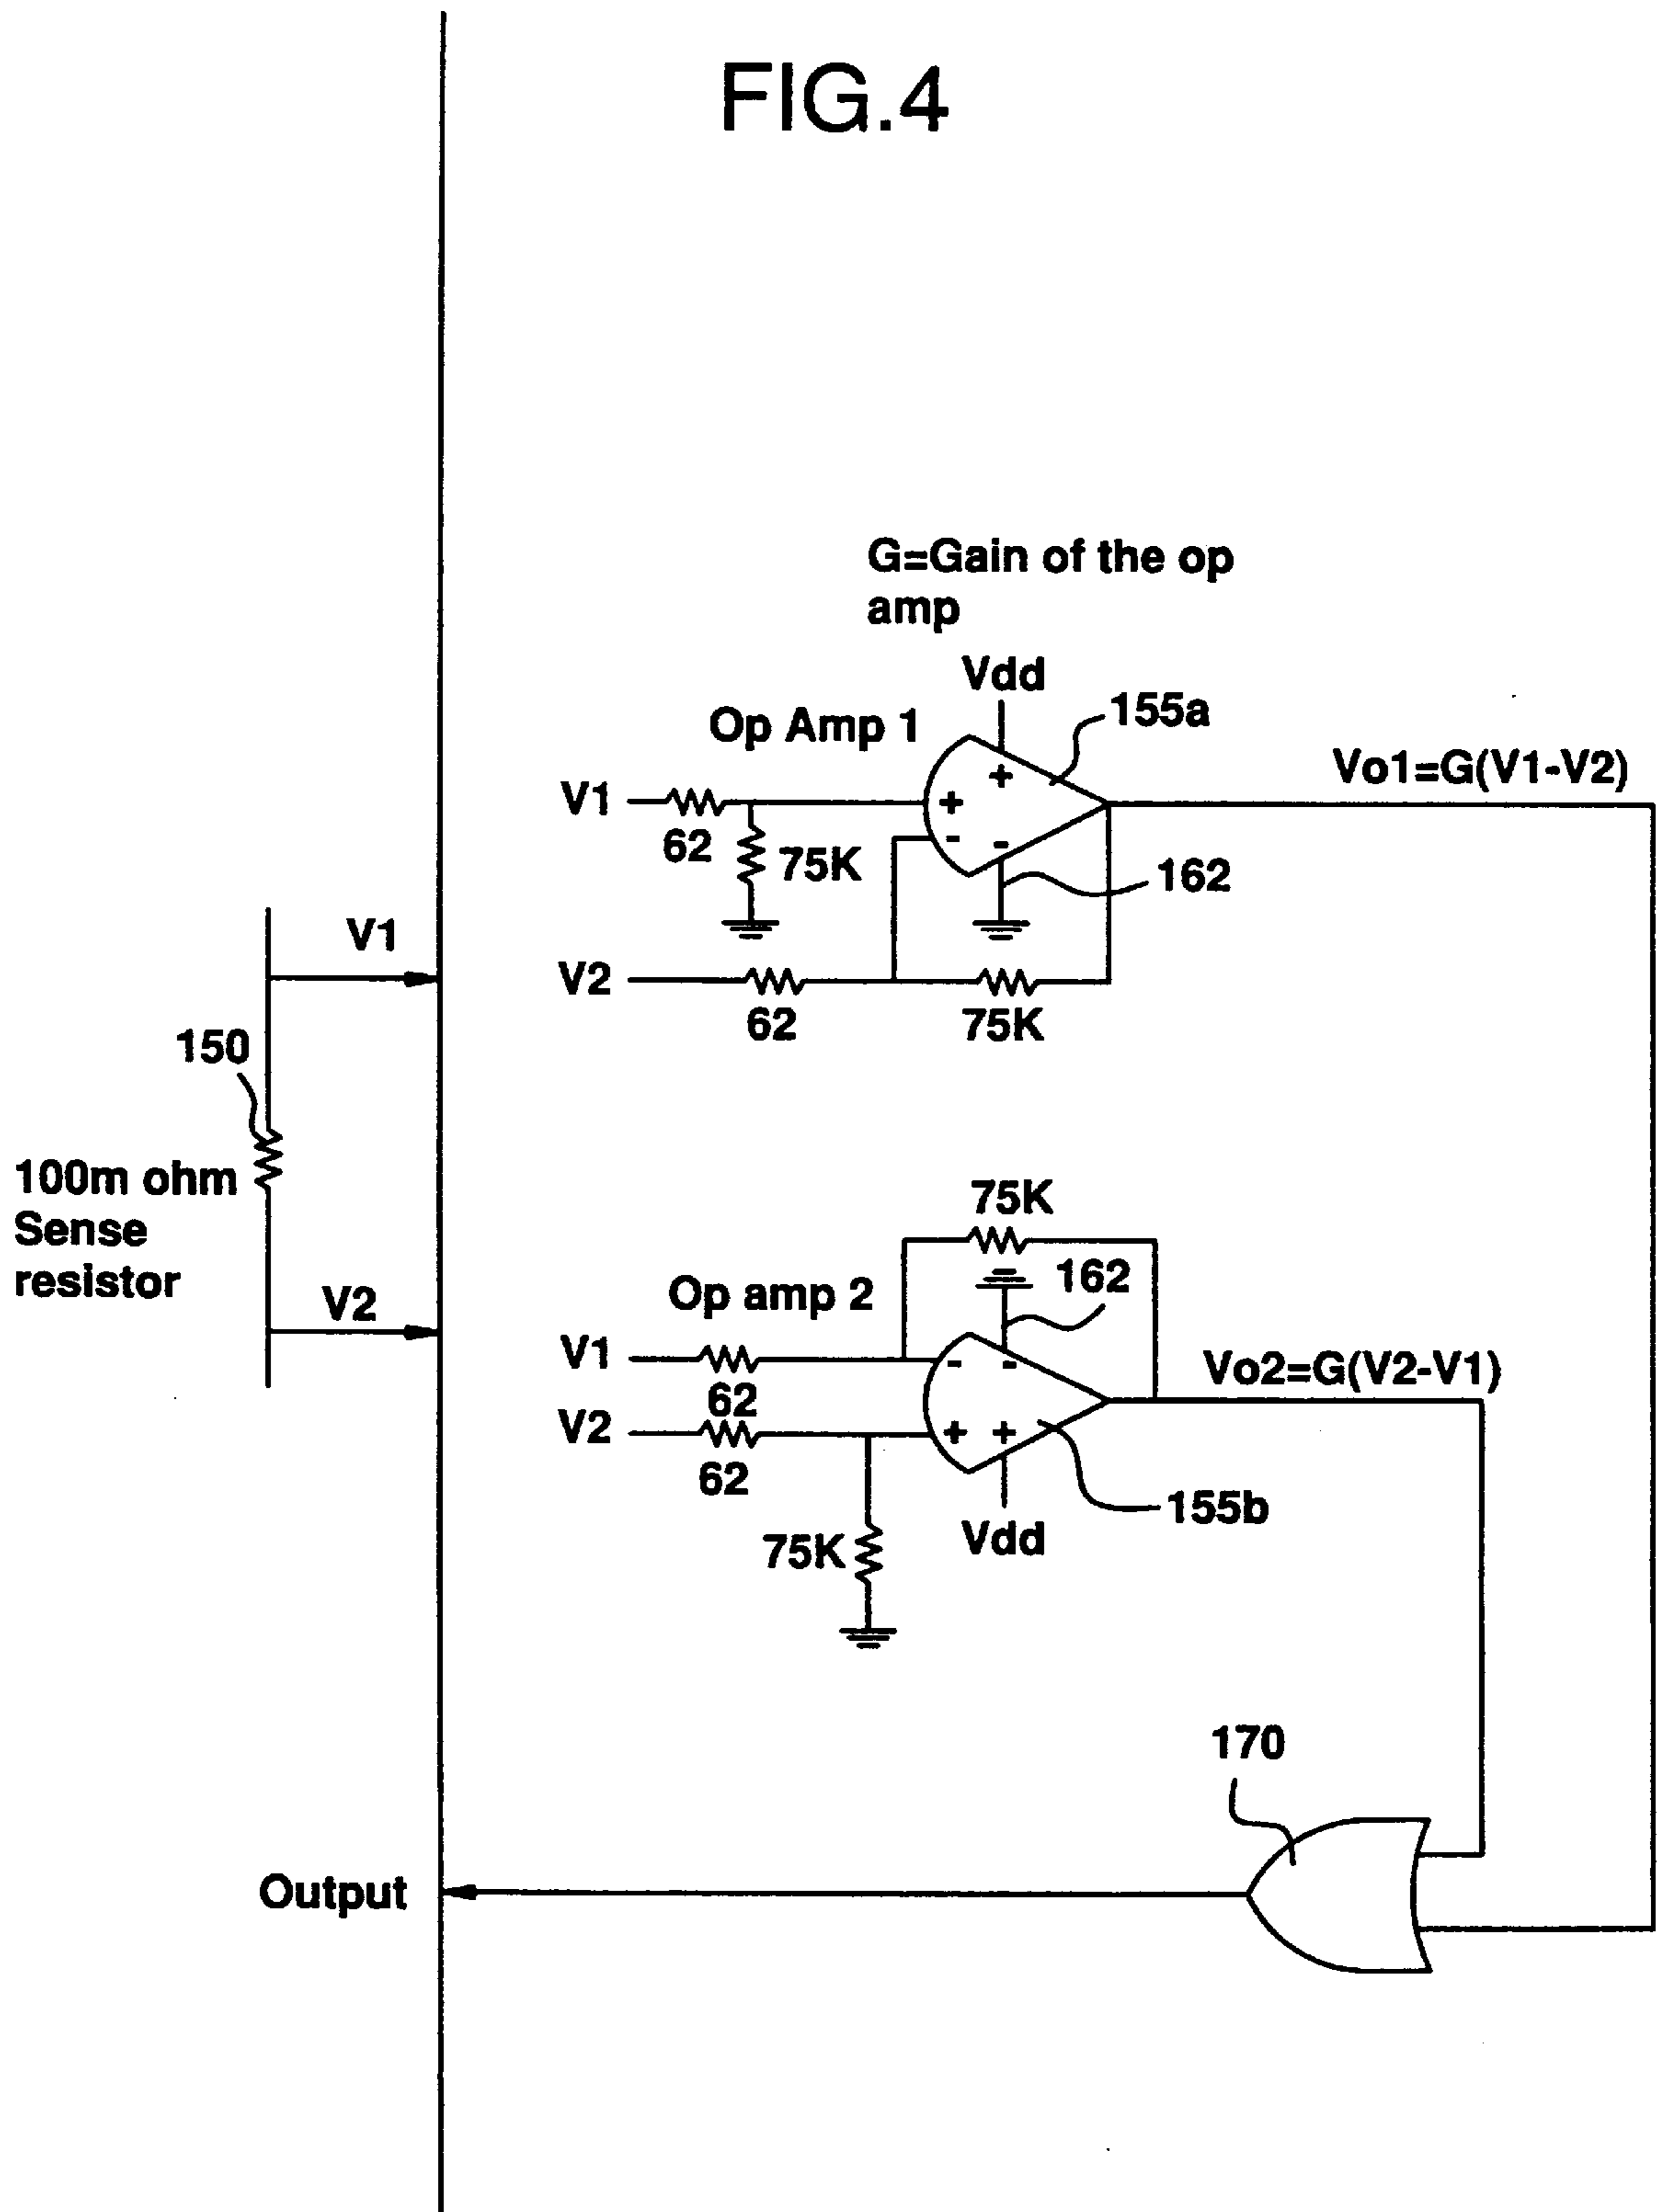 FIG.4
G=Gain of the op
amp
Vdd
155a
Op Amp 1
Vo1=G(V1-V2)
V1
+
+
-
-
62
75K
162
V2
62
75K
V1
150
100m ohm
Sense
resistor
V2
75K
162
Op amp 2
V1
-
-
Vo2=G(V2-V1)
62
V2
+
+
62
155b
75K
Vdd
170
Output